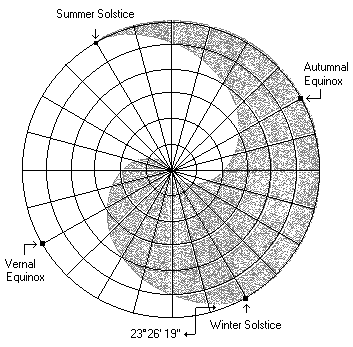 Summer Solstice
Autumnal
Equinox
Vernal
Equinox
23°26' 19"
Winter Solstice